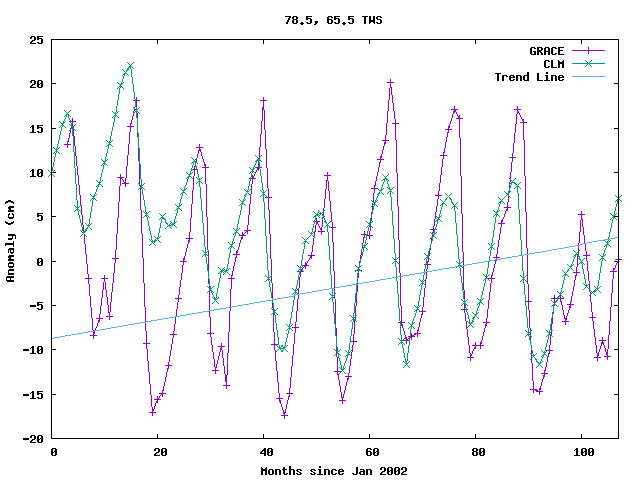 78.5, 65.5 TWS
GRACE
CLM
Trend Line
25
20
15
10
5
0
-5
-10
-15
-20
Anomaly (cm)
0 20 40 60 80 100
Months since Jan 2002